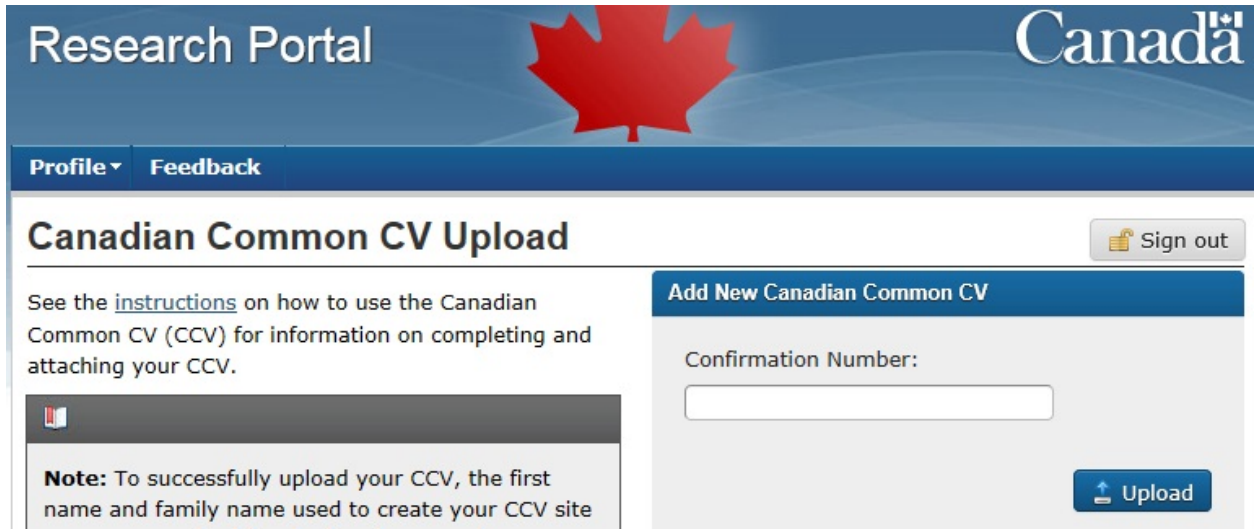 Research Portal
Canada
Profile Feedback
Canadian Common CV Upload
Sign out
See the instructions on how to use the Canadian
Common CV (CCV) for information on completing and
attaching your CCV.
Note: To successfully upload your CCV, the first
name and family name used to create your CCV site
Add New Canadian Common CV
Confirmation Number:
Upload